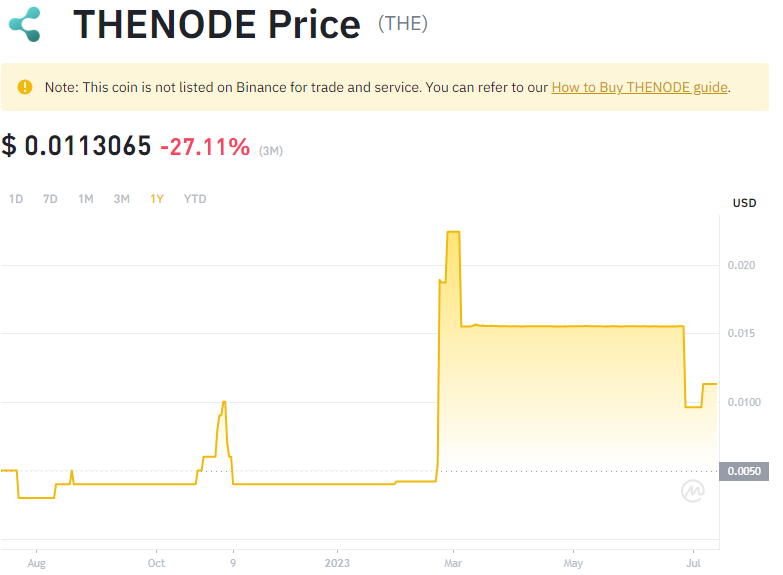 THENODE Price (THE)
Note: This coin is not listed on Binance for trade and service. You can refer to our How to Buy THENODE guide.
$ 0.0113065 -27.11% (3M)
1D 7D 1M 3M 1Y YTD
USD
0.020
0.015
0.0100
0.0050
Aug Oct 9 2023 Mar May Jul